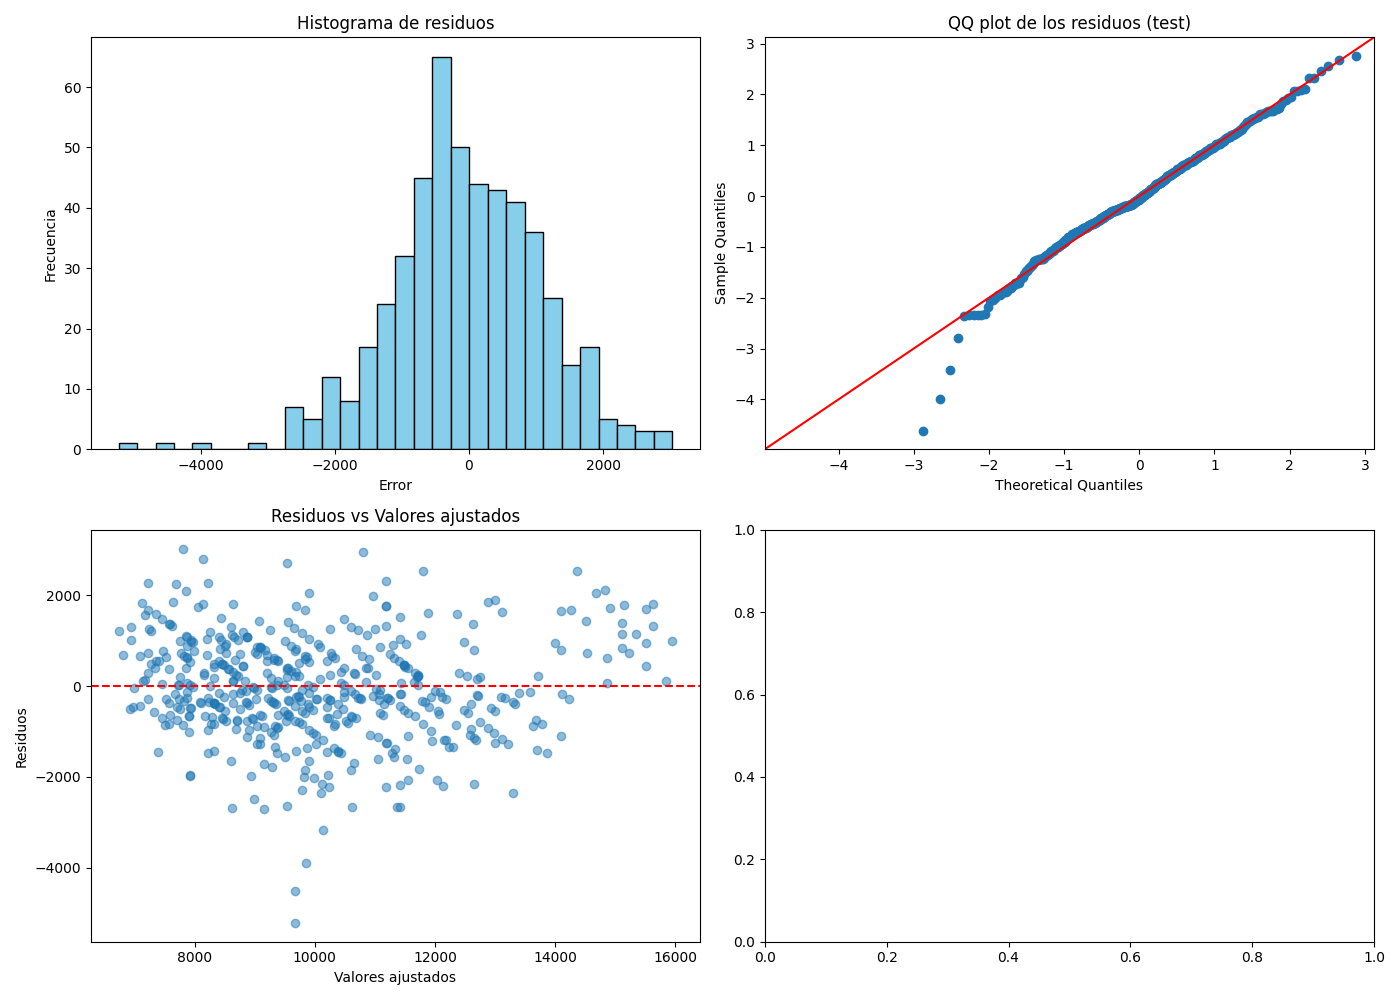 Histograma de residuos
60
50
40
30
20
10
0
Frecuencia
−4000 −2000 0 2000
Error
QQ plot de los residuos (test)
3
2
1
0
−1
−2
−3
−4
Sample Quantiles
−4 −3 −2 −1 0 1 2 3
Theoretical Quantiles
Residuos vs Valores ajustados
2000
0
−2000
−4000
Residuos
8000 10000 12000 14000 16000
Valores ajustados
1.0
0.8
0.6
0.4
0.2
0.0
0.0 0.2 0.4 0.6 0.8 1.0